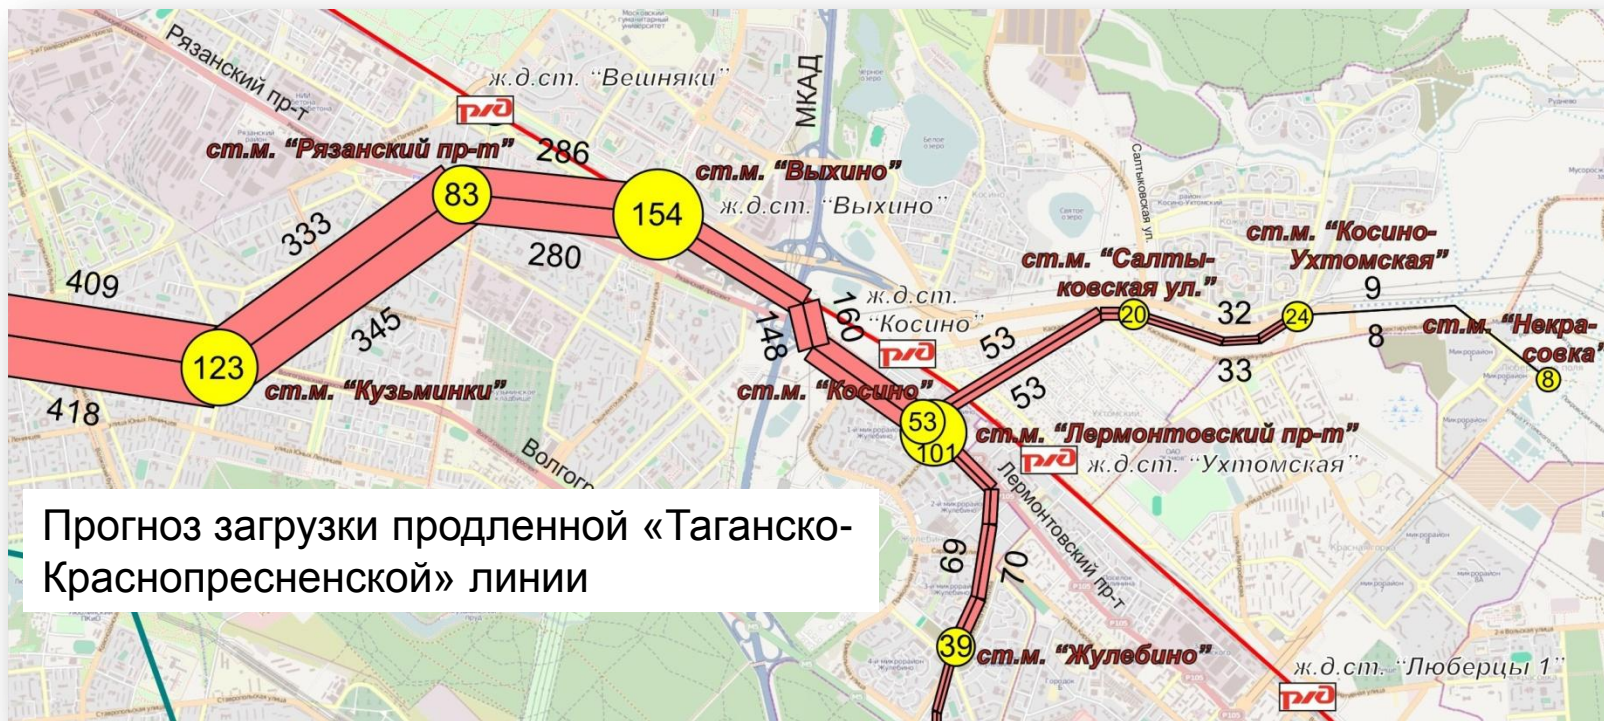 Рязанский пр-т
ж.д.ст. "Вешняки"
МКАД
ст.м. "Рязанский пр-т"
286
ст.м. "Выхино"
ж.д.ст. "Выхино"
83
154
333
280
409
345
418
123
ст.м. "Кузьминки"
148
160
ж.д.ст.
"Косино"
ст.м. "Косино"
53
53
53
101
ст.м. "Салты-
ковская ул."
20
Салтыковская ул.
32
33
ст.м. "Косино-
Ухтомская"
24
9
8
ст.м. "Некра-
совка"
8
ст.м. "Лермонтовский пр-т"
ж.д.ст. "Ухтомская"
Лермонтовский пр-т
Волгогр
69
70
39
ст.м. "Жулебино"
ж.д.ст. "Люберцы 1"
Прогноз загрузки продленной «Таганско-
Краснопресненской» линии